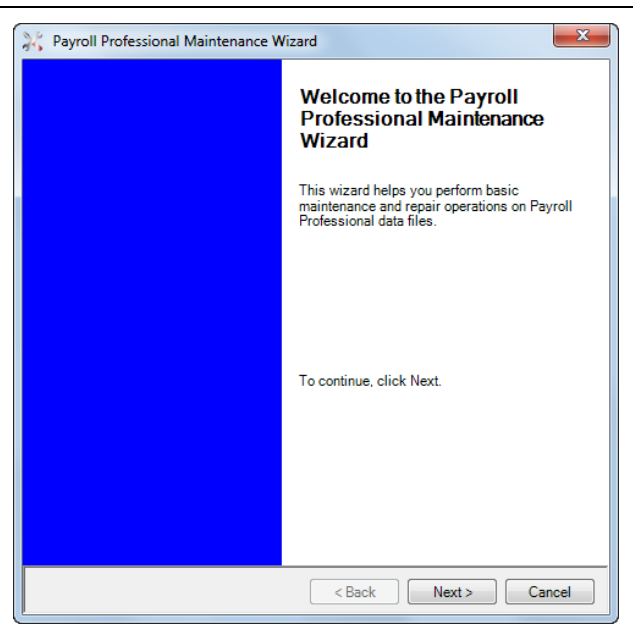 Payroll Professional Maintenance Wizard
Welcome to the Payroll
Professional Maintenance
Wizard
This wizard helps you perform basic
maintenance and repair operations on Payroll
Professional data files.
To continue, click Next.
< Back Next > Cancel